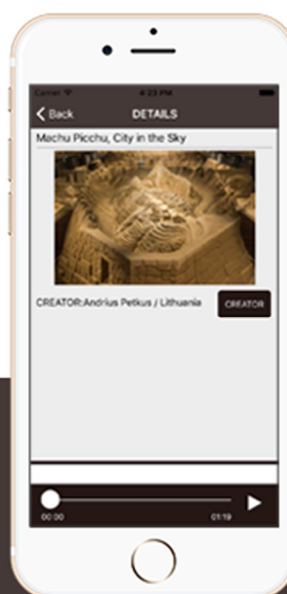 Carrier 4:23 PM
Back DETAILS
Machu Picchu, City in the Sky
CREATOR:Andrius Petkus / Lithuania CREATOR
00:00 01:19